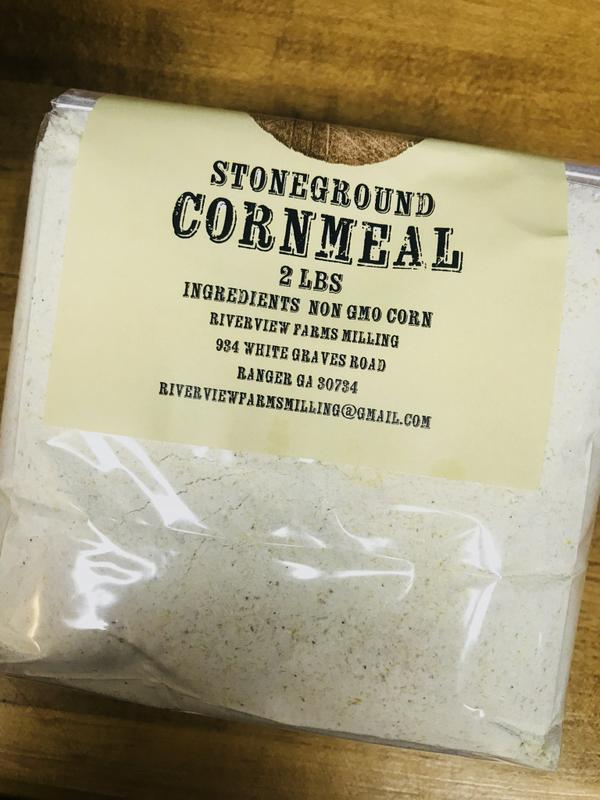 STONEGROUND
CORNMEAL
2 LBS
INGREDIENTS NON GMO CORN
RIVERVIEW FARMS MILLING
934 WHITE GRAVES ROAD
RANGER GA 30734
RIVERVIEWFARMSMILLING@GMAIL.COM